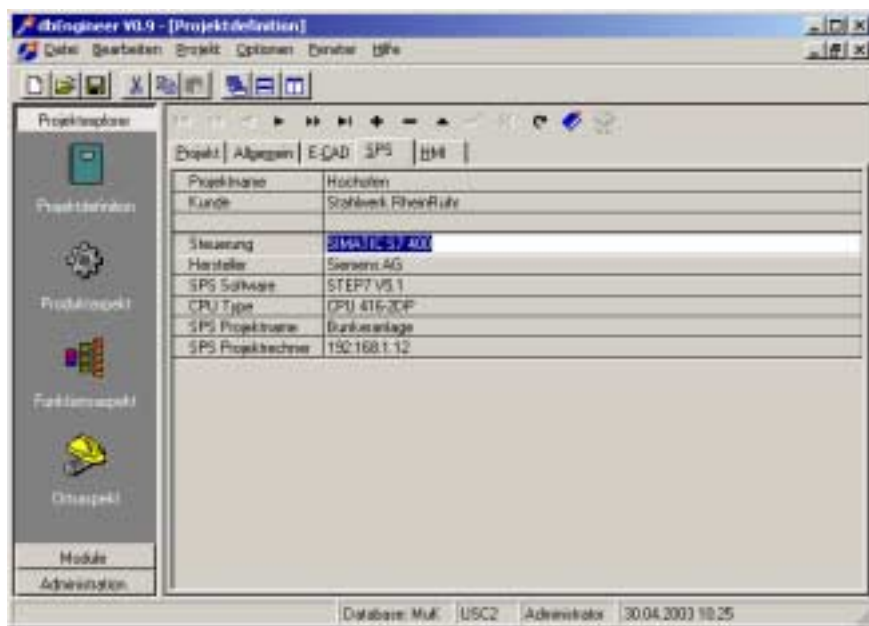 dbEngineer V0.9 - [Projektdefinition]
Datei Bearbeiten Projekt Optionen Fenster Hilfe
Projektexplorer
Projekt Allgemein E-CAD SPS HMI
Projektname Hochofen
Kunde Stahlwerk RheinRuhr
Projektdefinition
Steuerung SIMATIC S7 400
Hersteller Siemens AG
SPS Software STEP7 V5.1
CPU Type CPU 416-2DP
Produktaspekt
SPS Projektname Bunkeranlage
SPS Projektrechner 192.168.1.12
Funktionsaspekt
Ortsaspekt
Module
Administration
Database: MuK USC2 Administrator 30.04.2003 10:25